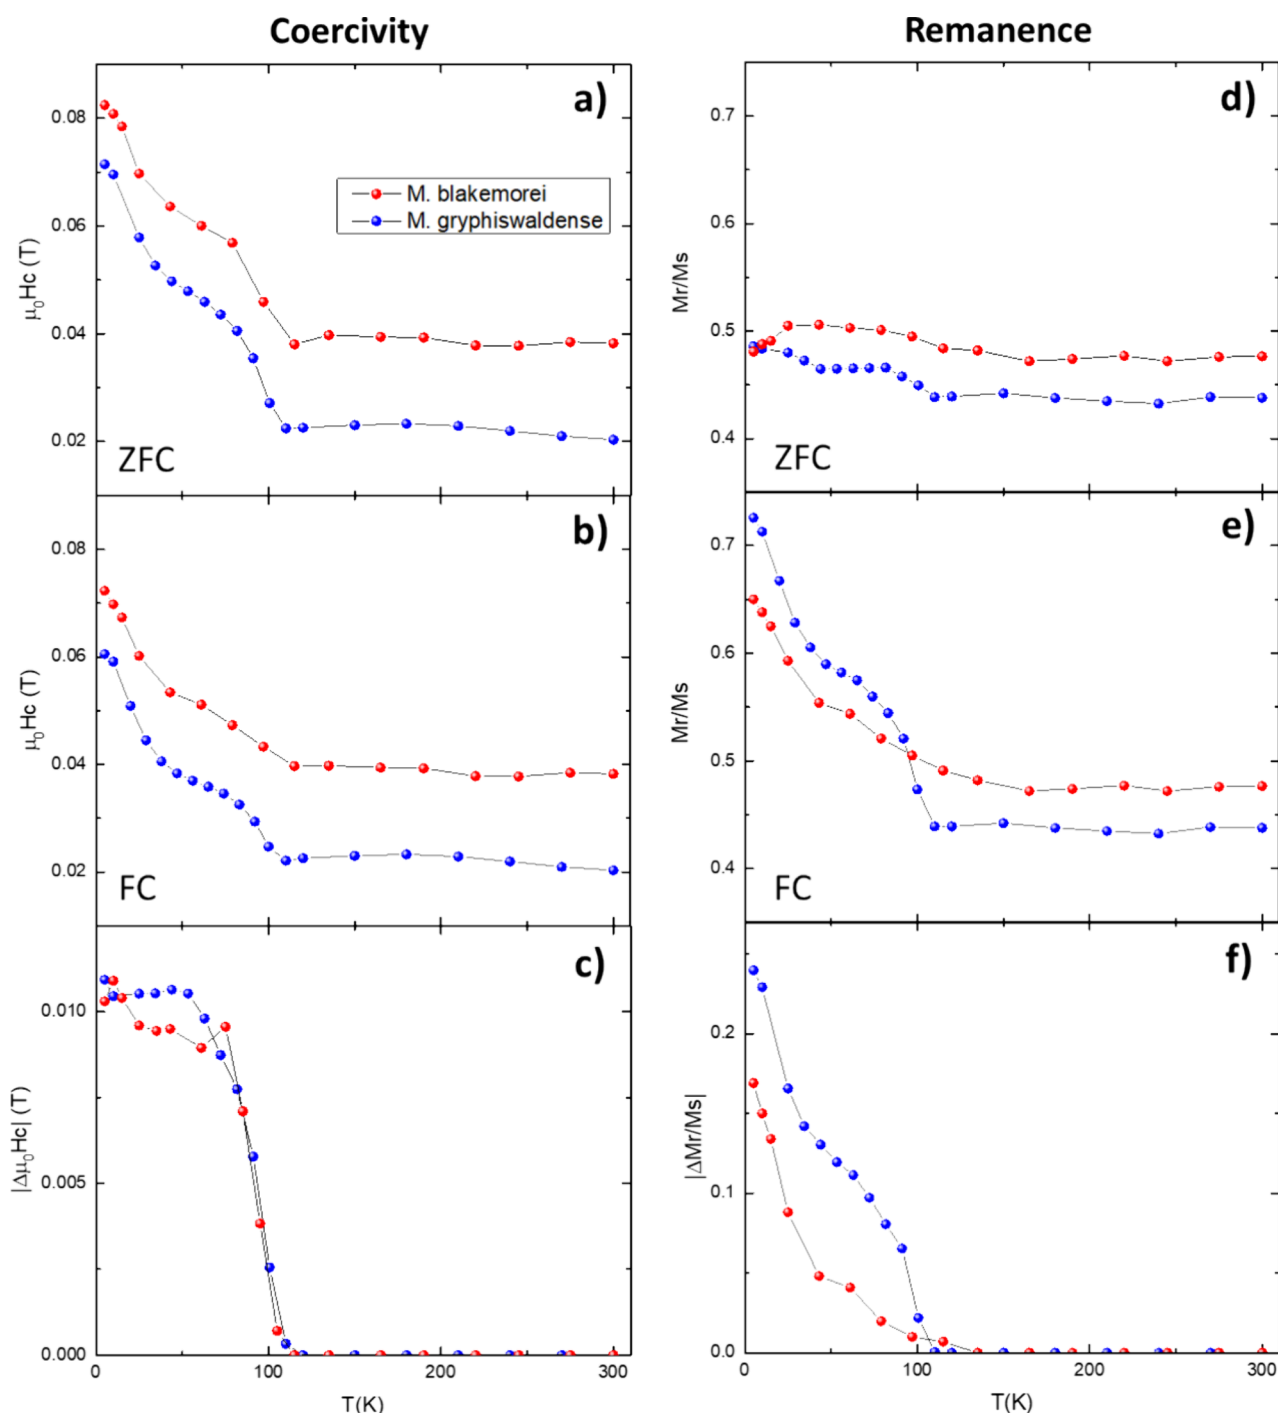 Coercivity
Remanence
a)
0.08
0.06
0.04
0.02
μ₀Hc (T)
M. blakemorei
M. gryphiswaldense
ZFC
d)
0.7
0.6
0.5
0.4
Mr/Ms
ZFC
b)
0.08
0.06
0.04
0.02
μ₀Hc (T)
FC
e)
0.7
0.6
0.5
0.4
Mr/Ms
FC
c)
0.010
0.005
0.000
|Δμ₀Hc| (T)
0 100 200 300
T(K)
f)
0.2
0.1
0.0
|ΔMr/Ms|
0 100 200 300
T(K)